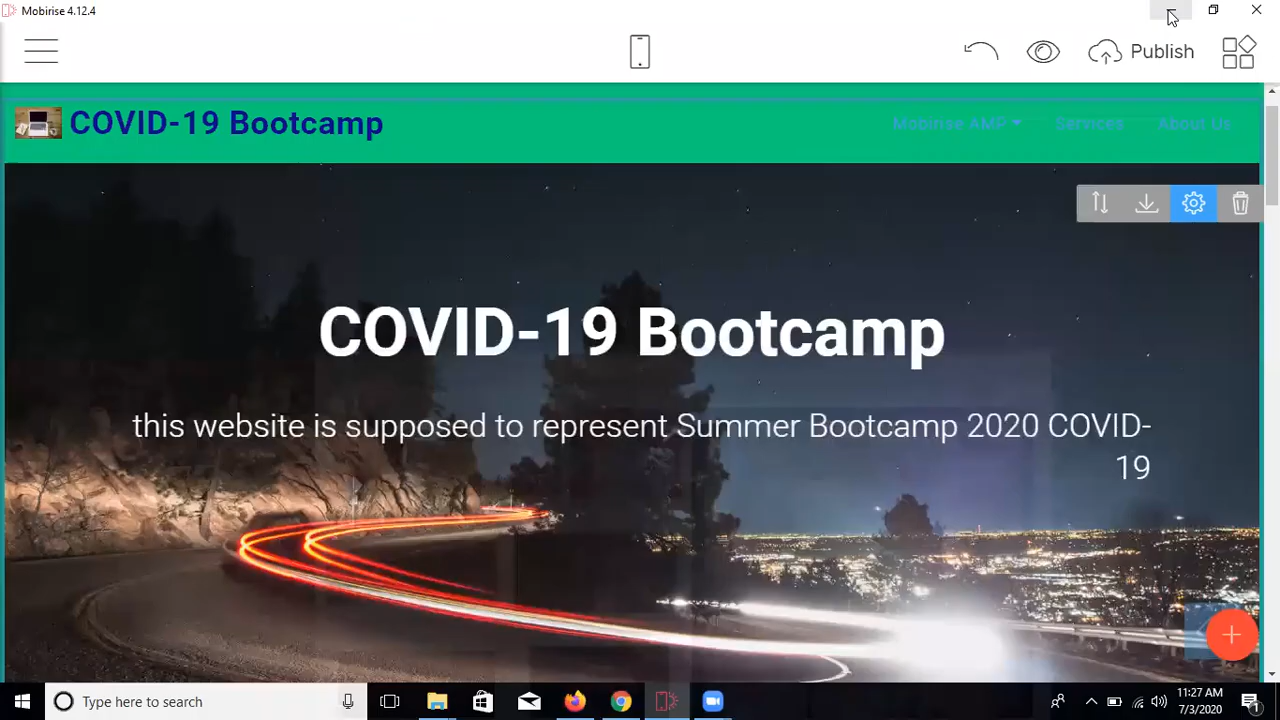 Mobirise 4.12.4
Publish
COVID-19 Bootcamp
Mobirise AMP
Services
About Us
COVID-19 Bootcamp
this website is supposed to represent Summer Bootcamp 2020 COVID-
19
Type here to search
11:27 AM
7/3/2020
1